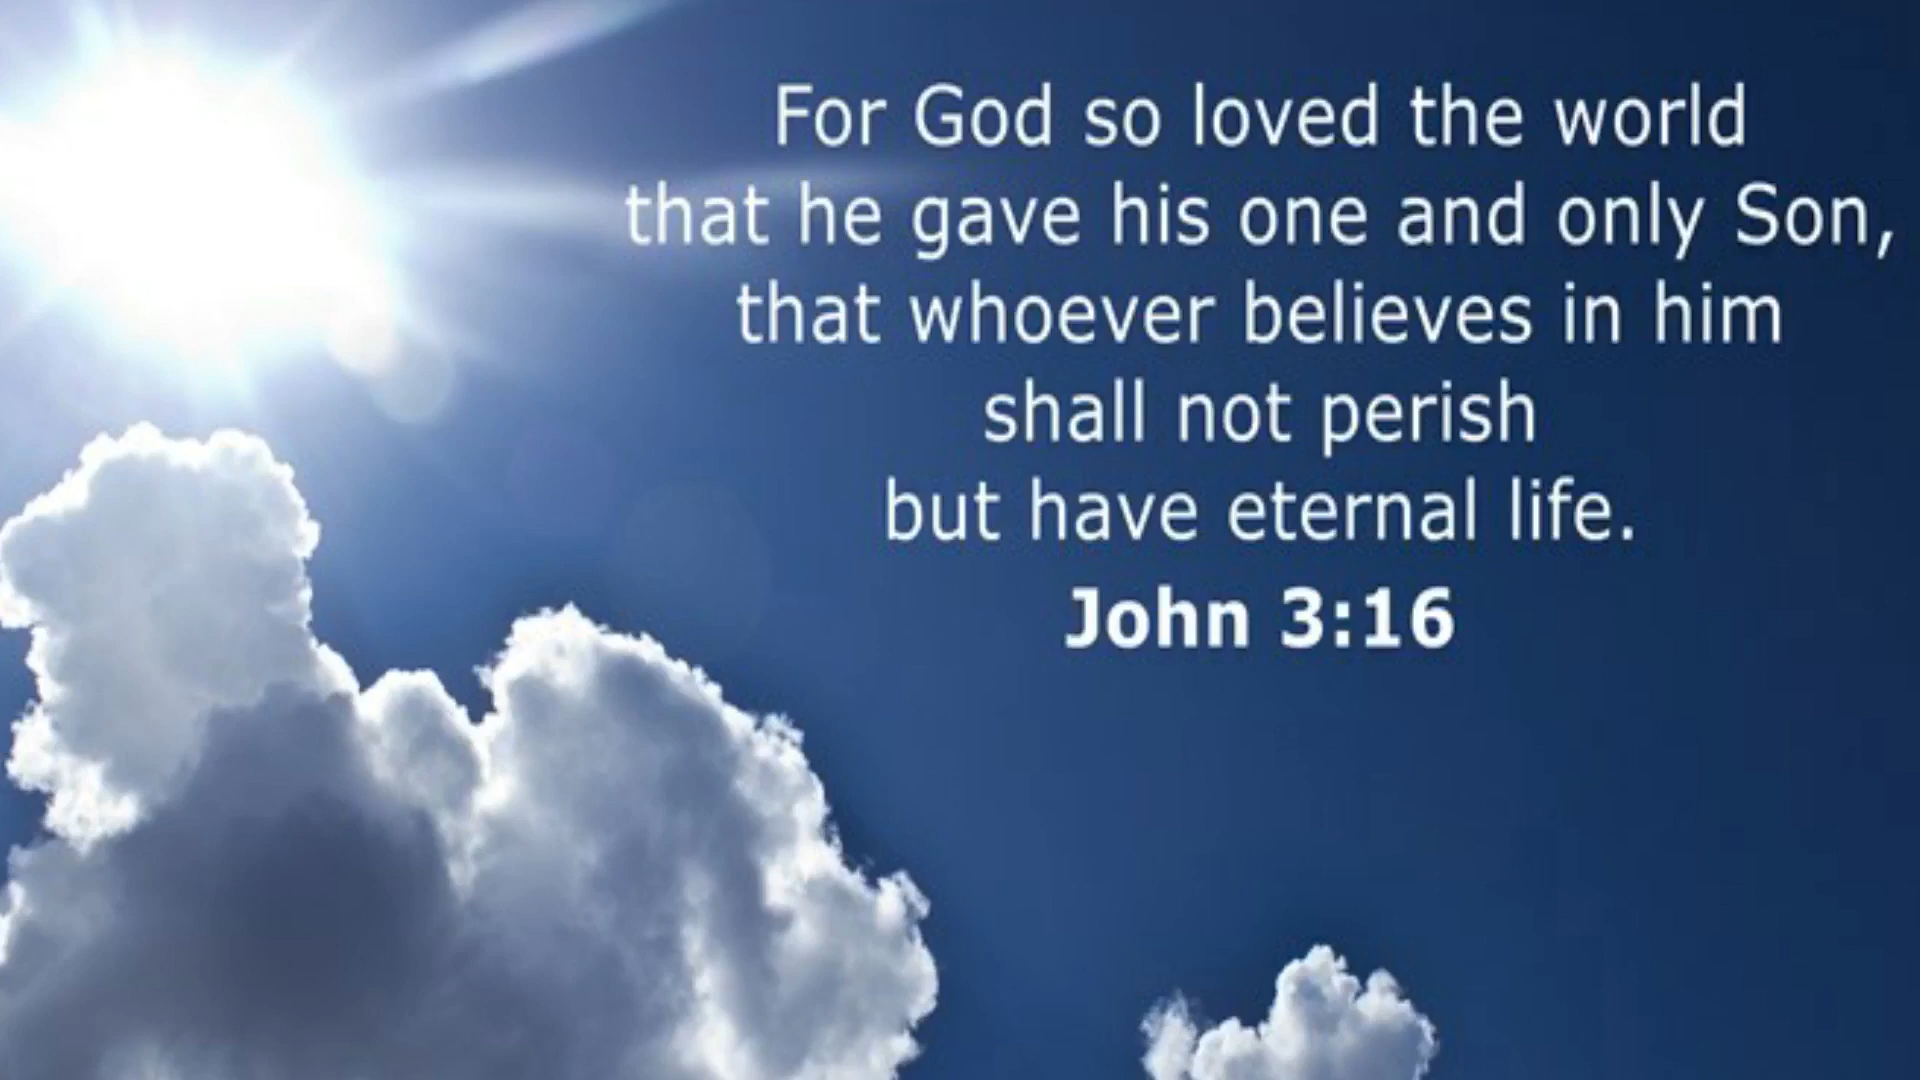 For God so loved the world
that he gave his one and only Son,
that whoever believes in him
shall not perish
but have eternal life.
John 3:16